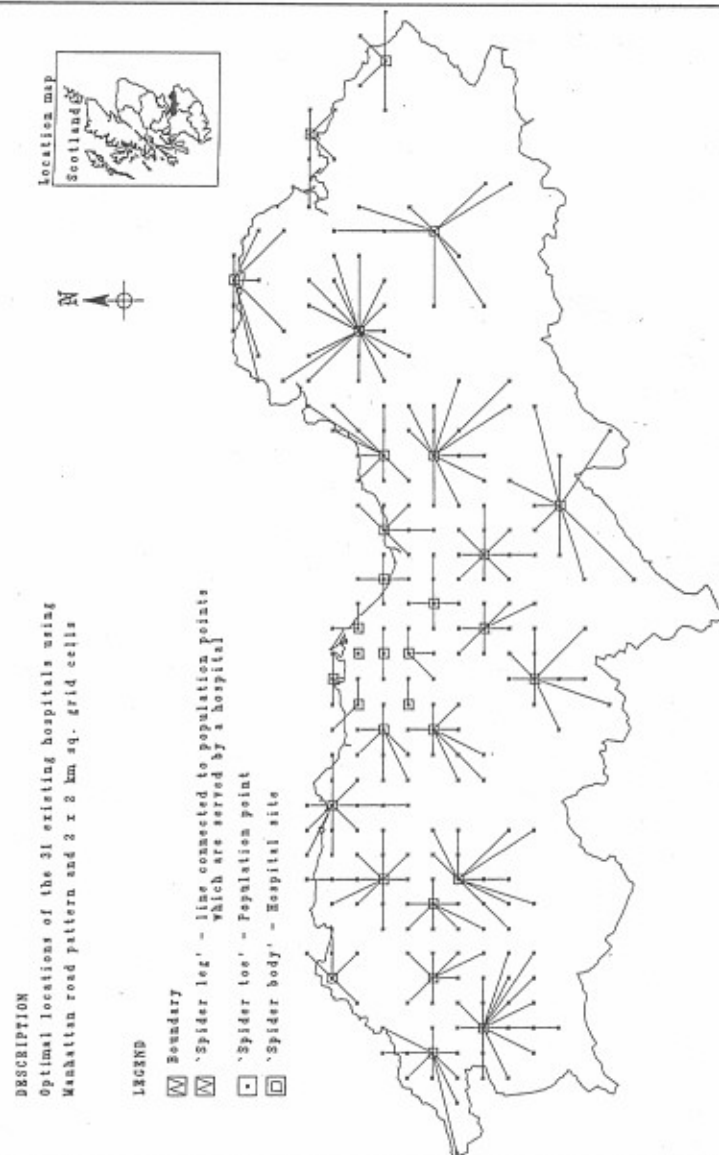 DESCRIPTION
Optimal locations of the 31 existing hospitals using
Manhattan road pattern and 2 x 2 km sq. grid cells
LEGEND
Boundary
'Spider leg' - line connected to population points
which are served by a hospital
'Spider toe' - Population point
'Spider body' - Hospital site
N
Location map
Scotland